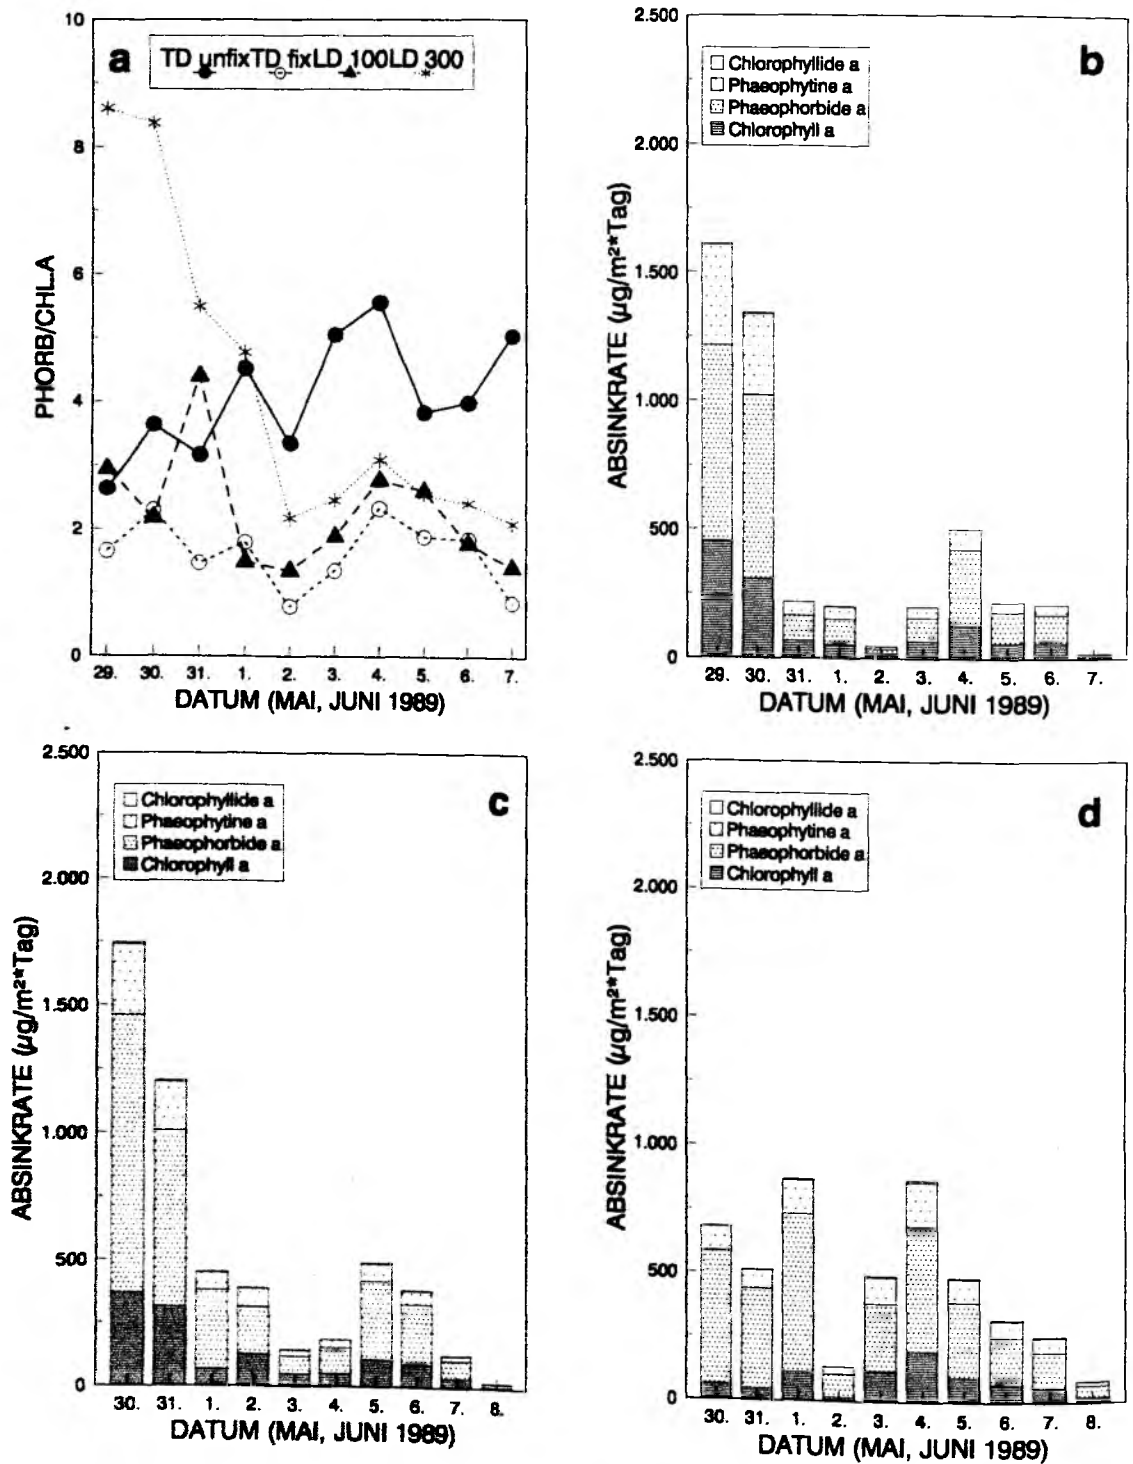 a
TD unfix TD fix LD 100 LD 300
10
8
6
4
2
0
PHORB/CHL.A
29. 30. 31. 1. 2. 3. 4. 5. 6. 7.
DATUM (MAI, JUNI 1989)
b
Chlorophyllide a
Phaeophytine a
Phaeophorbide a
Chlorophyll a
2.500
2.000
1.500
1.000
500
0
ABSINKRATE (µg/m²*Tag)
29. 30. 31. 1. 2. 3. 4. 5. 6. 7.
DATUM (MAI, JUNI 1989)
c
Chlorophyllide a
Phaeophytine a
Phaeophorbide a
Chlorophyll a
2.500
2.000
1.500
1.000
500
0
ABSINKRATE (µg/m²*Tag)
30. 31. 1. 2. 3. 4. 5. 6. 7. 8.
DATUM (MAI, JUNI 1989)
d
Chlorophyllide a
Phaeophytine a
Phaeophorbide a
Chlorophyll a
2.500
2.000
1.500
1.000
500
0
ABSINKRATE (µg/m²*Tag)
30. 31. 1. 2. 3. 4. 5. 6. 7. 8.
DATUM (MAI, JUNI 1989)